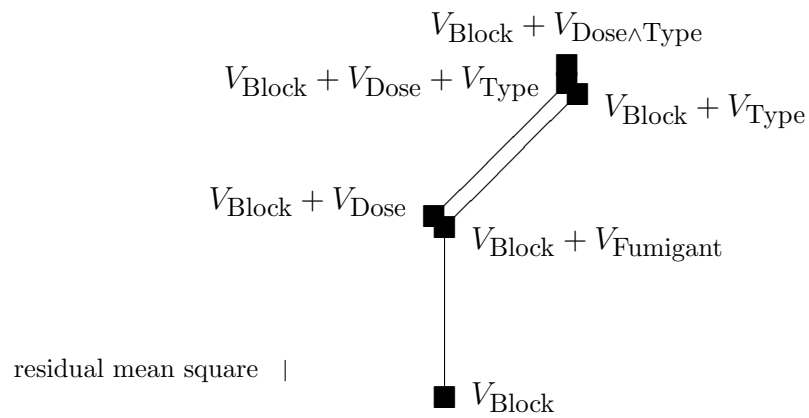 V_Block + V_Dose∧Type
V_Block + V_Dose + V_Type
V_Block + V_Type
V_Block + V_Dose
V_Block + V_Fumigant
residual mean square
V_Block